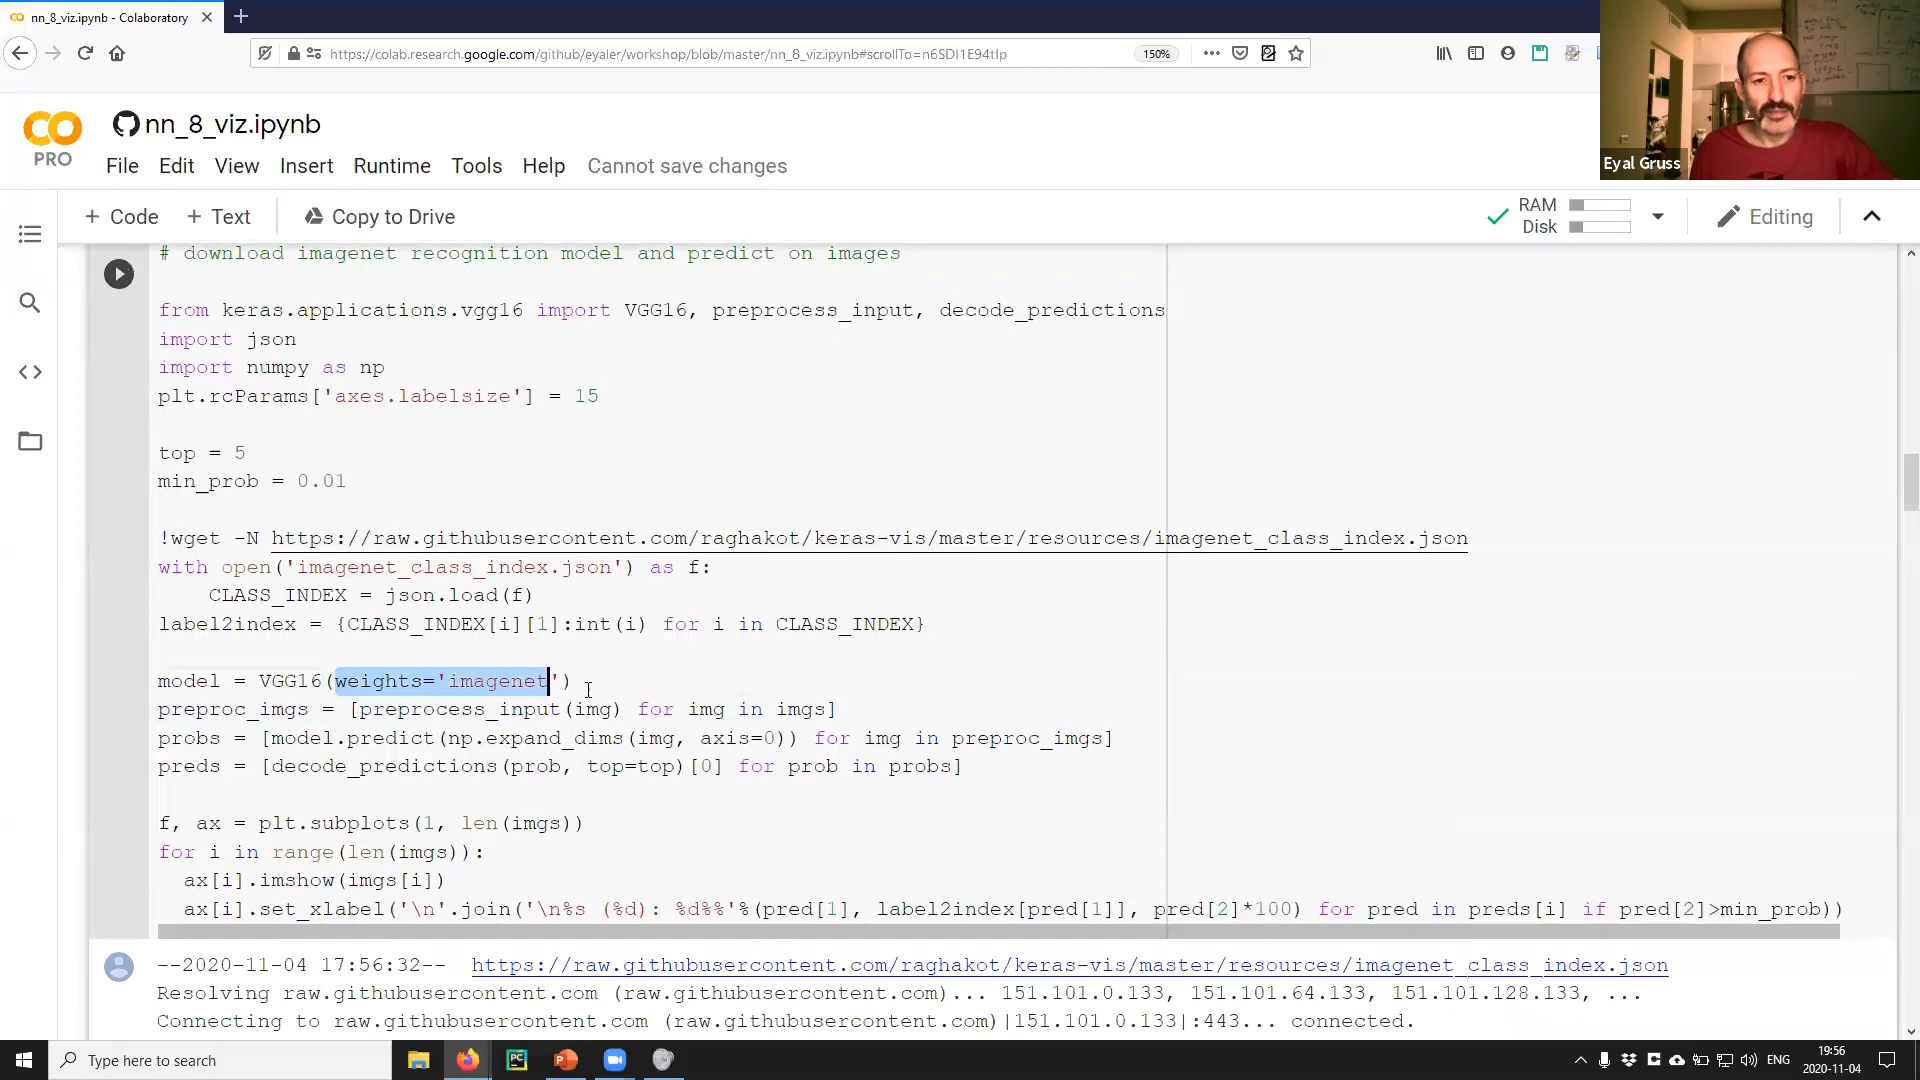 nn_8_viz.ipynb - Colaboratory
https://colab.research.google.com/github/eyaler/workshop/blob/master/nn_8_viz.ipynb#scrollTo=n6SDI1E94tIp
150%
PRO
nn_8_viz.ipynb
File Edit View Insert Runtime Tools Help Cannot save changes
Eyal Gruss
+ Code + Text
Copy to Drive
RAM
Disk
Editing
# download imagenet recognition model and predict on images
from keras.applications.vgg16 import VGG16, preprocess_input, decode_predictions
import json
import numpy as np
plt.rcParams['axes.labelsize'] = 15
top = 5
min_prob = 0.01
!wget -N https://raw.githubusercontent.com/raghakot/keras-vis/master/resources/imagenet_class_index.json
with open('imagenet_class_index.json') as f:
CLASS_INDEX = json.load(f)
label2index = {CLASS_INDEX[i][1]:int(i) for i in CLASS_INDEX}
model = VGG16(weights='imagenet')
preproc_imgs = [preprocess_input(img) for img in imgs]
probs = [model.predict(np.expand_dims(img, axis=0)) for img in preproc_imgs]
preds = [decode_predictions(prob, top=top)[0] for prob in probs]
f, ax = plt.subplots(1, len(imgs))
for i in range(len(imgs)):
ax[i].imshow(imgs[i])
ax[i].set_xlabel('\n'.join('\n%s (%d): %d%%'%(pred[1], label2index[pred[1]], pred[2]*100) for pred in preds[i] if pred[2]>min_prob))
--2020-11-04 17:56:32-- https://raw.githubusercontent.com/raghakot/keras-vis/master/resources/imagenet_class_index.json
Resolving raw.githubusercontent.com (raw.githubusercontent.com)... 151.101.0.133, 151.101.64.133, 151.101.128.133, ...
Connecting to raw.githubusercontent.com (raw.githubusercontent.com)|151.101.0.133|:443... connected.
Type here to search
ENG
19:56
2020-11-04